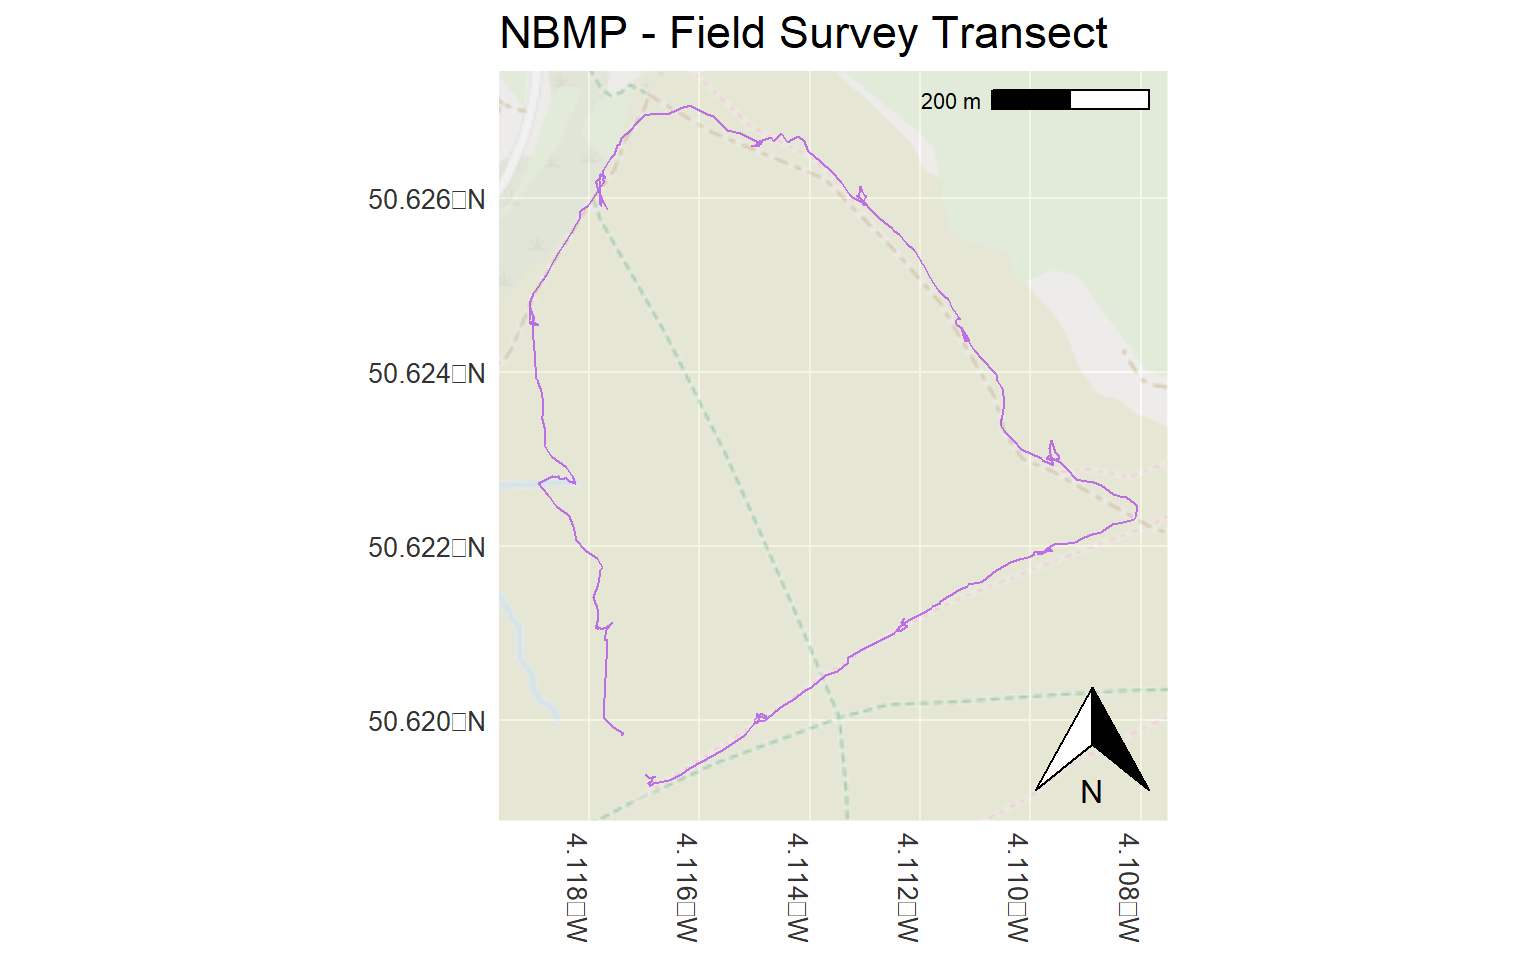 NBMP - Field Survey Transect
200 m
50.626□N
50.624□N
50.622□N
50.620□N
N
4.118□W
4.116□W
4.114□W
4.112□W
4.110□W
4.108□W